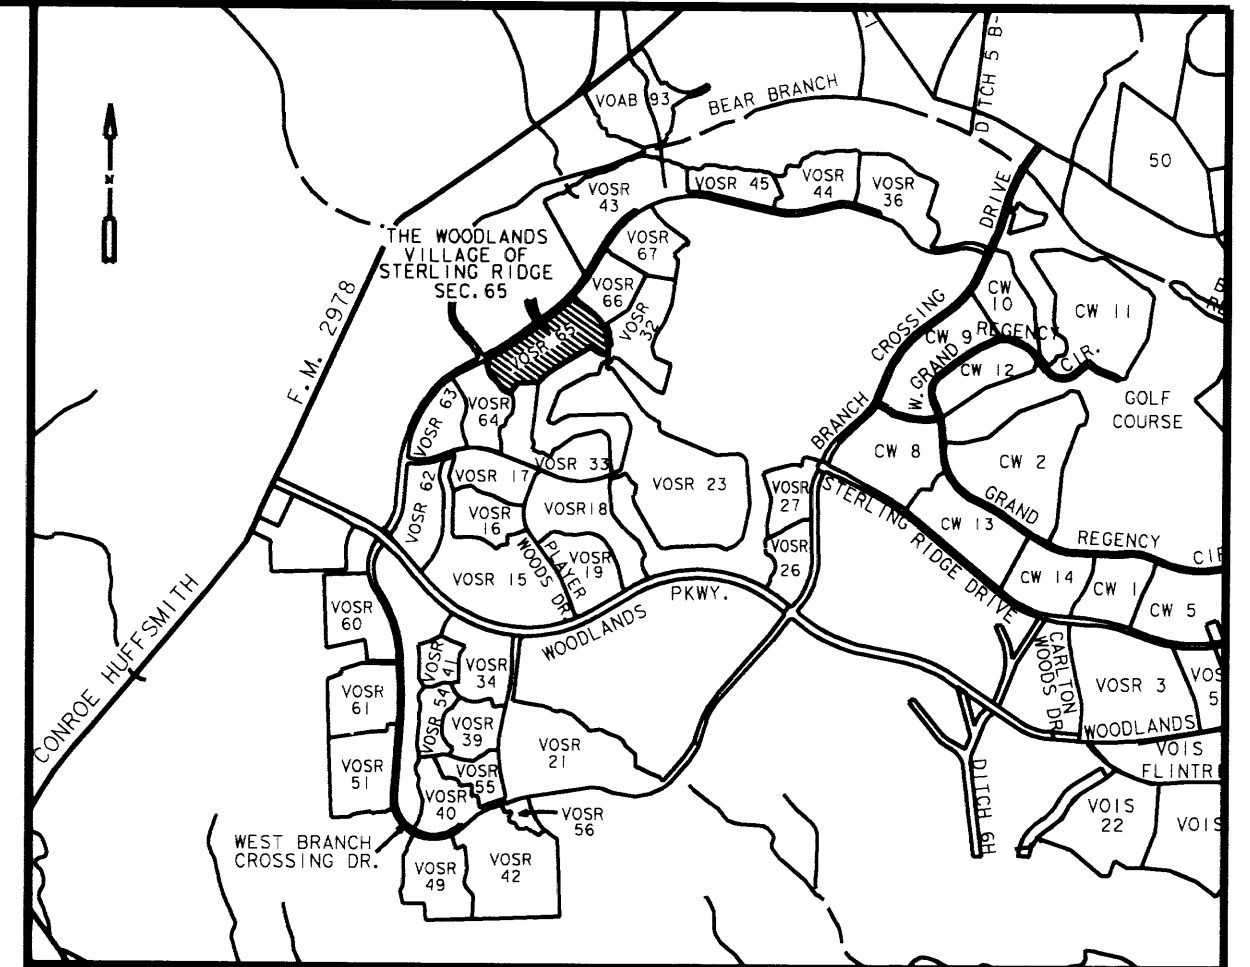 DITCH 5 B-
VOAB 93
BEAR BRANCH
50
VOSR
43
VOSR 45
VOSR
44
VOSR
36
DRIVE
N
THE WOODLANDS
VILLAGE OF
STERLING RIDGE
SEC. 65
VOSR
67
VOSR
66
VOSR
32
VOSR 65
F.M. 2978
CROSSING
BRANCH
CW
10
CW 11
CW 9
REGENCY
CIR.
W. GRAND
CW 12
GOLF
COURSE
VOSR 63
VOSR
64
CW 8
CW 2
VOSR 62
VOSR 17
VOSR 33
VOSR 23
VOSR
27
VOSR
16
VOSR18
STERLING RIDGE DRIVE
CW 13
GRAND
REGENCY
CIR
VOSR 15
PLAYER
WOODS DR.
VOSR
19
VOSR
26
CW 14
CW 1
CW 5
PKWY.
WOODLANDS
CONROE HUFFSMITH
VOSR
60
VOSR
41
VOSR
34
CARLTON
WOODS DR.
VOSR 3
VOS
5
VOSR
61
VOSR 54
VOSR
39
WOODLANDS
VOSR
21
VOIS
FLINTRI
VOSR
51
VOSR
55
VOSR
40
DITCH 6H
VOSR
56
VOIS
22
VOIS
WEST BRANCH
CROSSING DR.
VOSR
49
VOSR
42